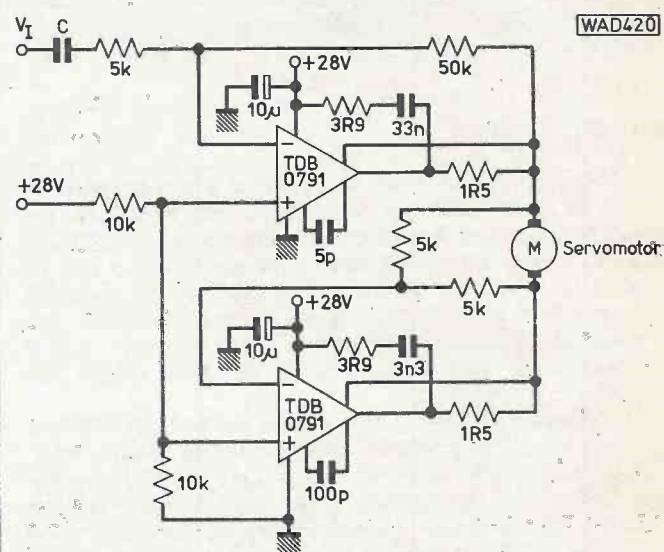 WAD420
V_I
C
5k
50k
+28V
10μ
3R9
33n
TDB
0791
−
+
1R5
5p
+28V
10k
5k
M
Servomotor
5k
+28V
10μ
3R9
3n3
−
TDB
0791
+
1R5
100p
10k